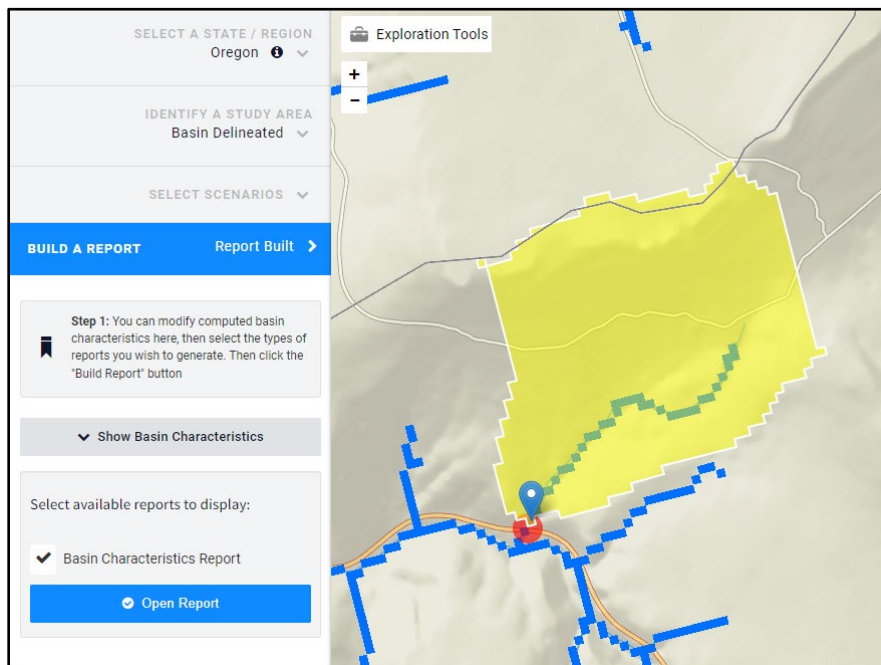 SELECT A STATE / REGION
Oregon
IDENTIFY A STUDY AREA
Basin Delineated
SELECT SCENARIOS
BUILD A REPORT
Report Built
Step 1: You can modify computed basin
characteristics here, then select the types of
reports you wish to generate. Then click the
"Build Report" button
Show Basin Characteristics
Select available reports to display:
Basin Characteristics Report
Open Report
Exploration Tools
+
−